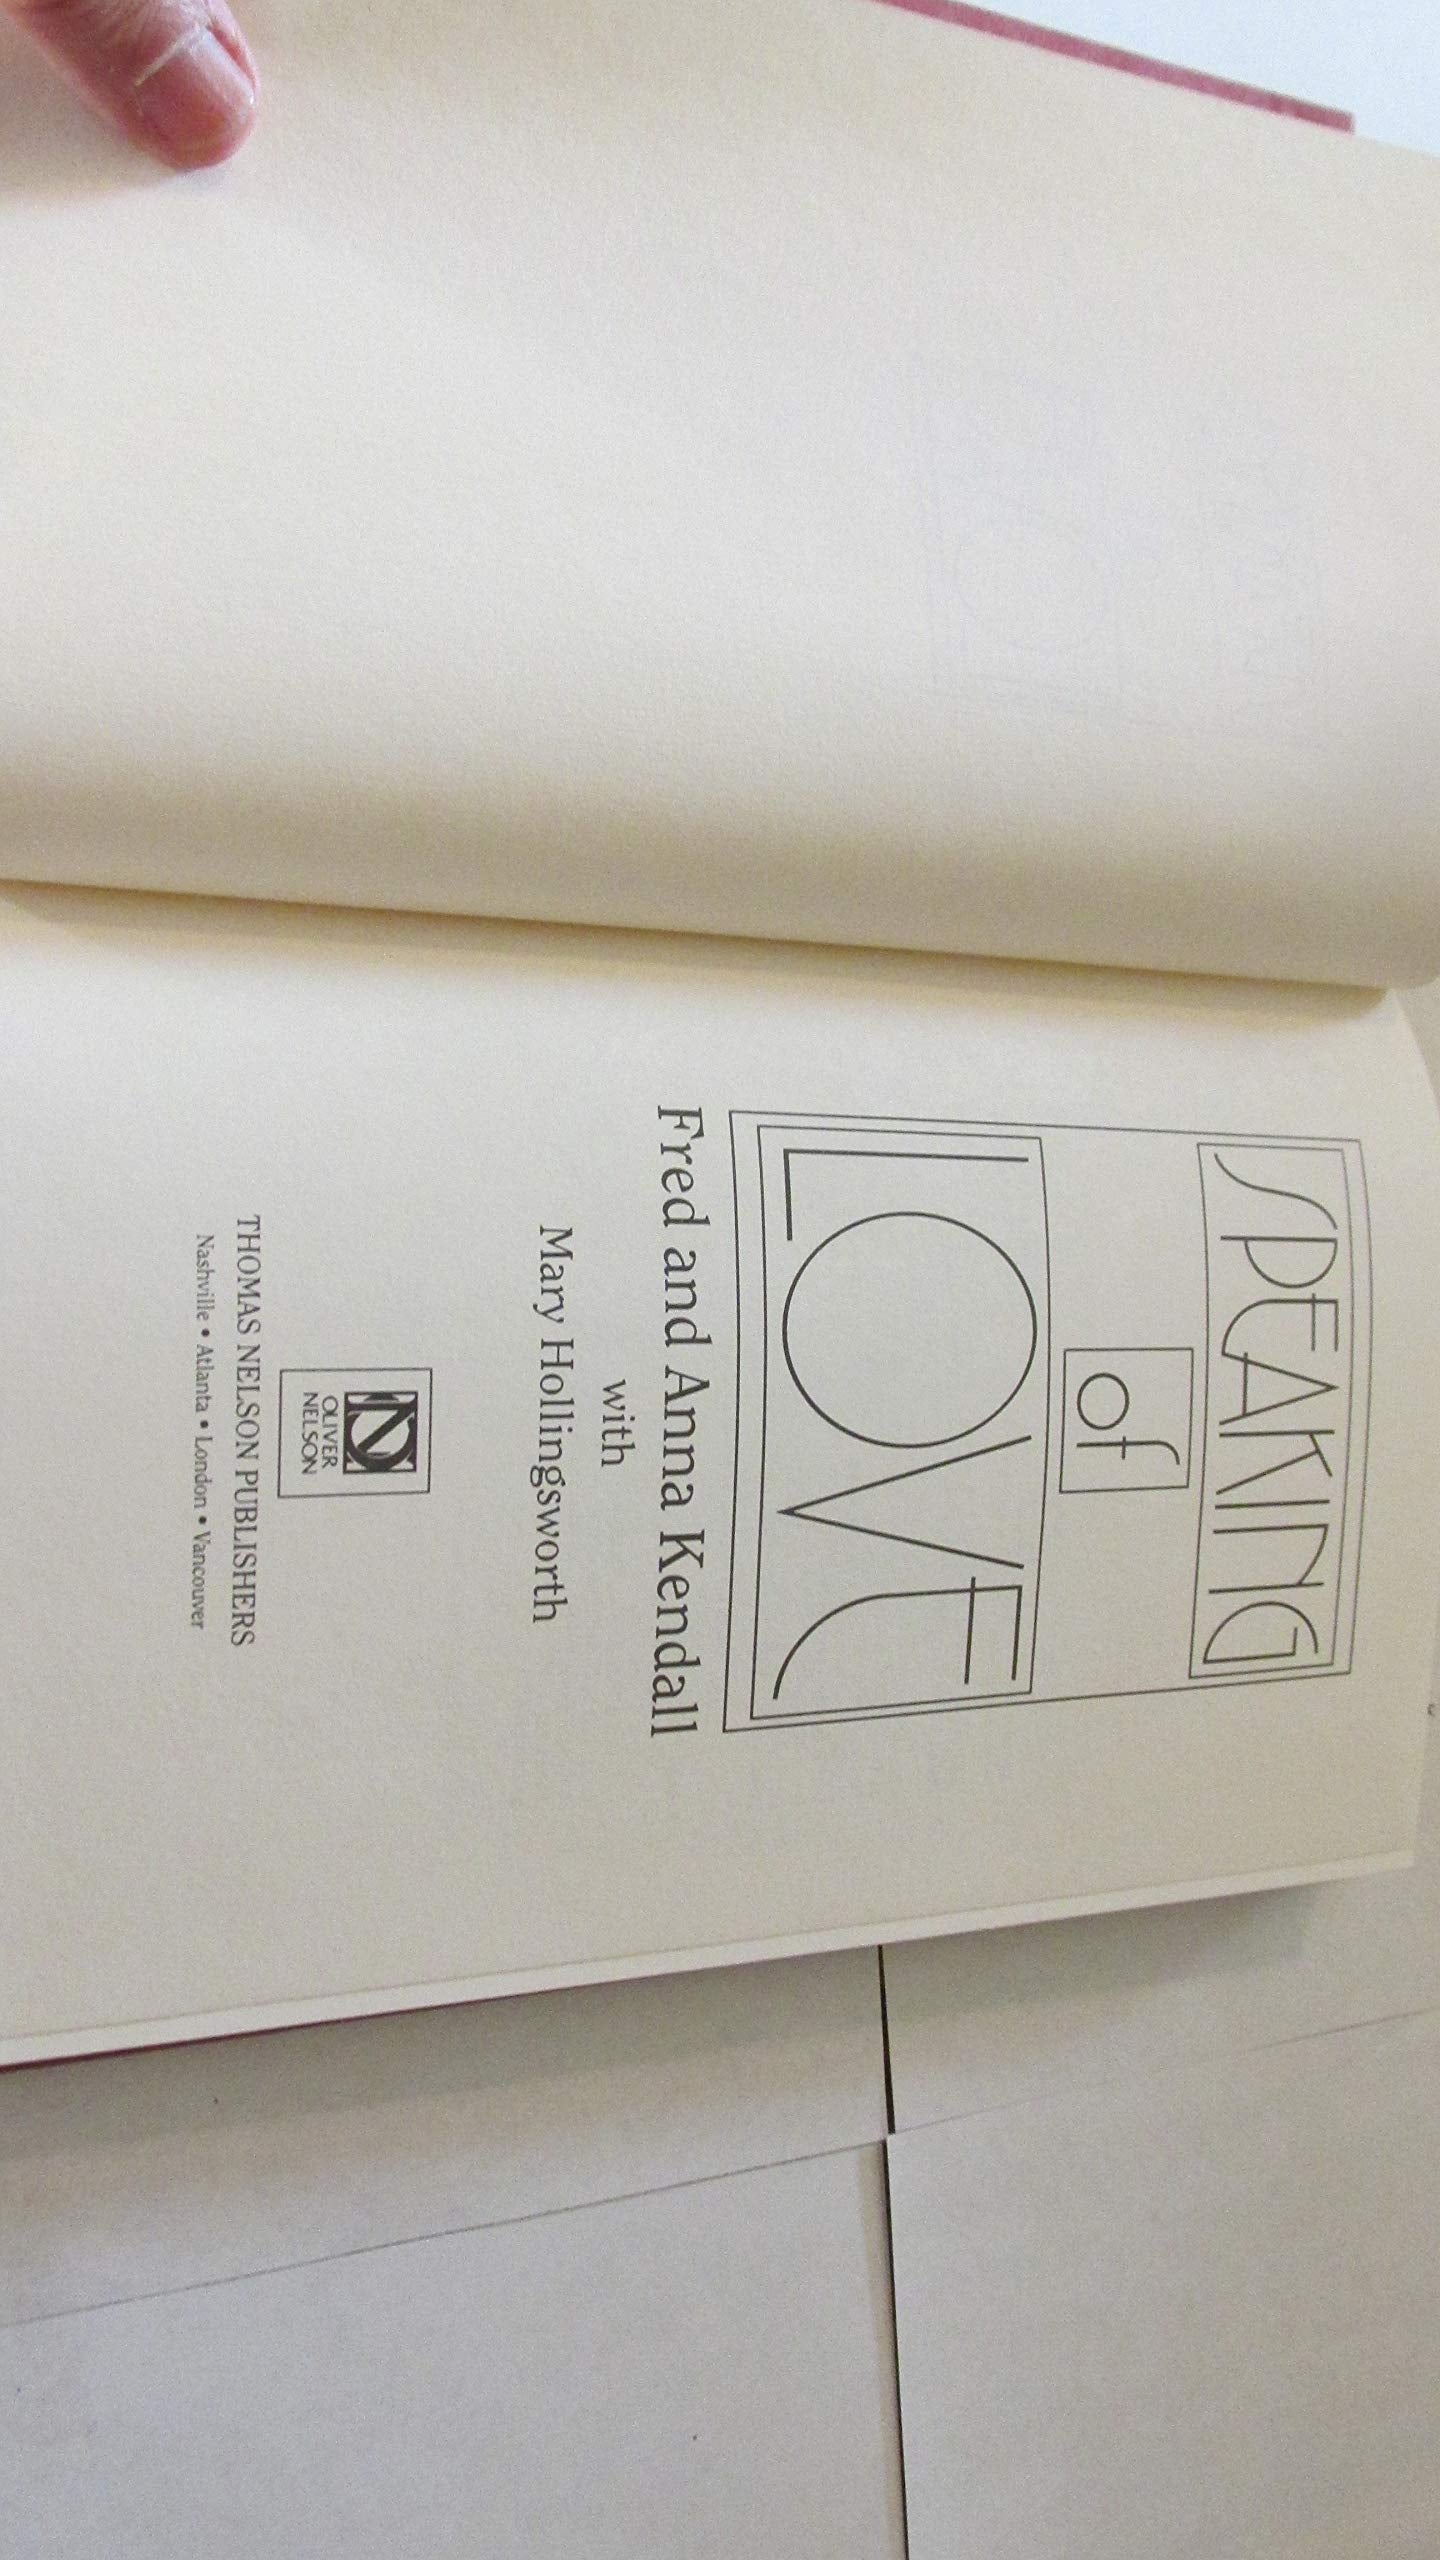 SPEAKING
of
LOVE
Fred and Anna Kendall
with
Mary Hollingsworth
OLIVER
NELSON
THOMAS NELSON PUBLISHERS
Nashville • Atlanta • London • Vancouver